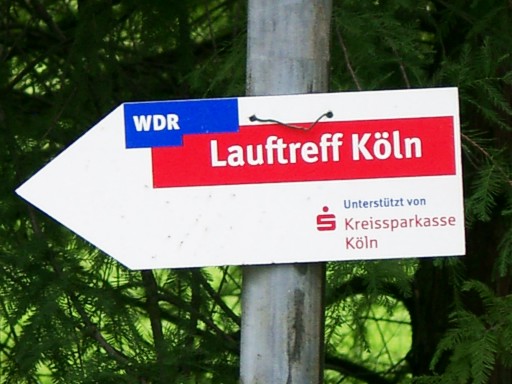 WDR
Lauftreff Köln
Unterstützt von
Kreissparkasse
Köln